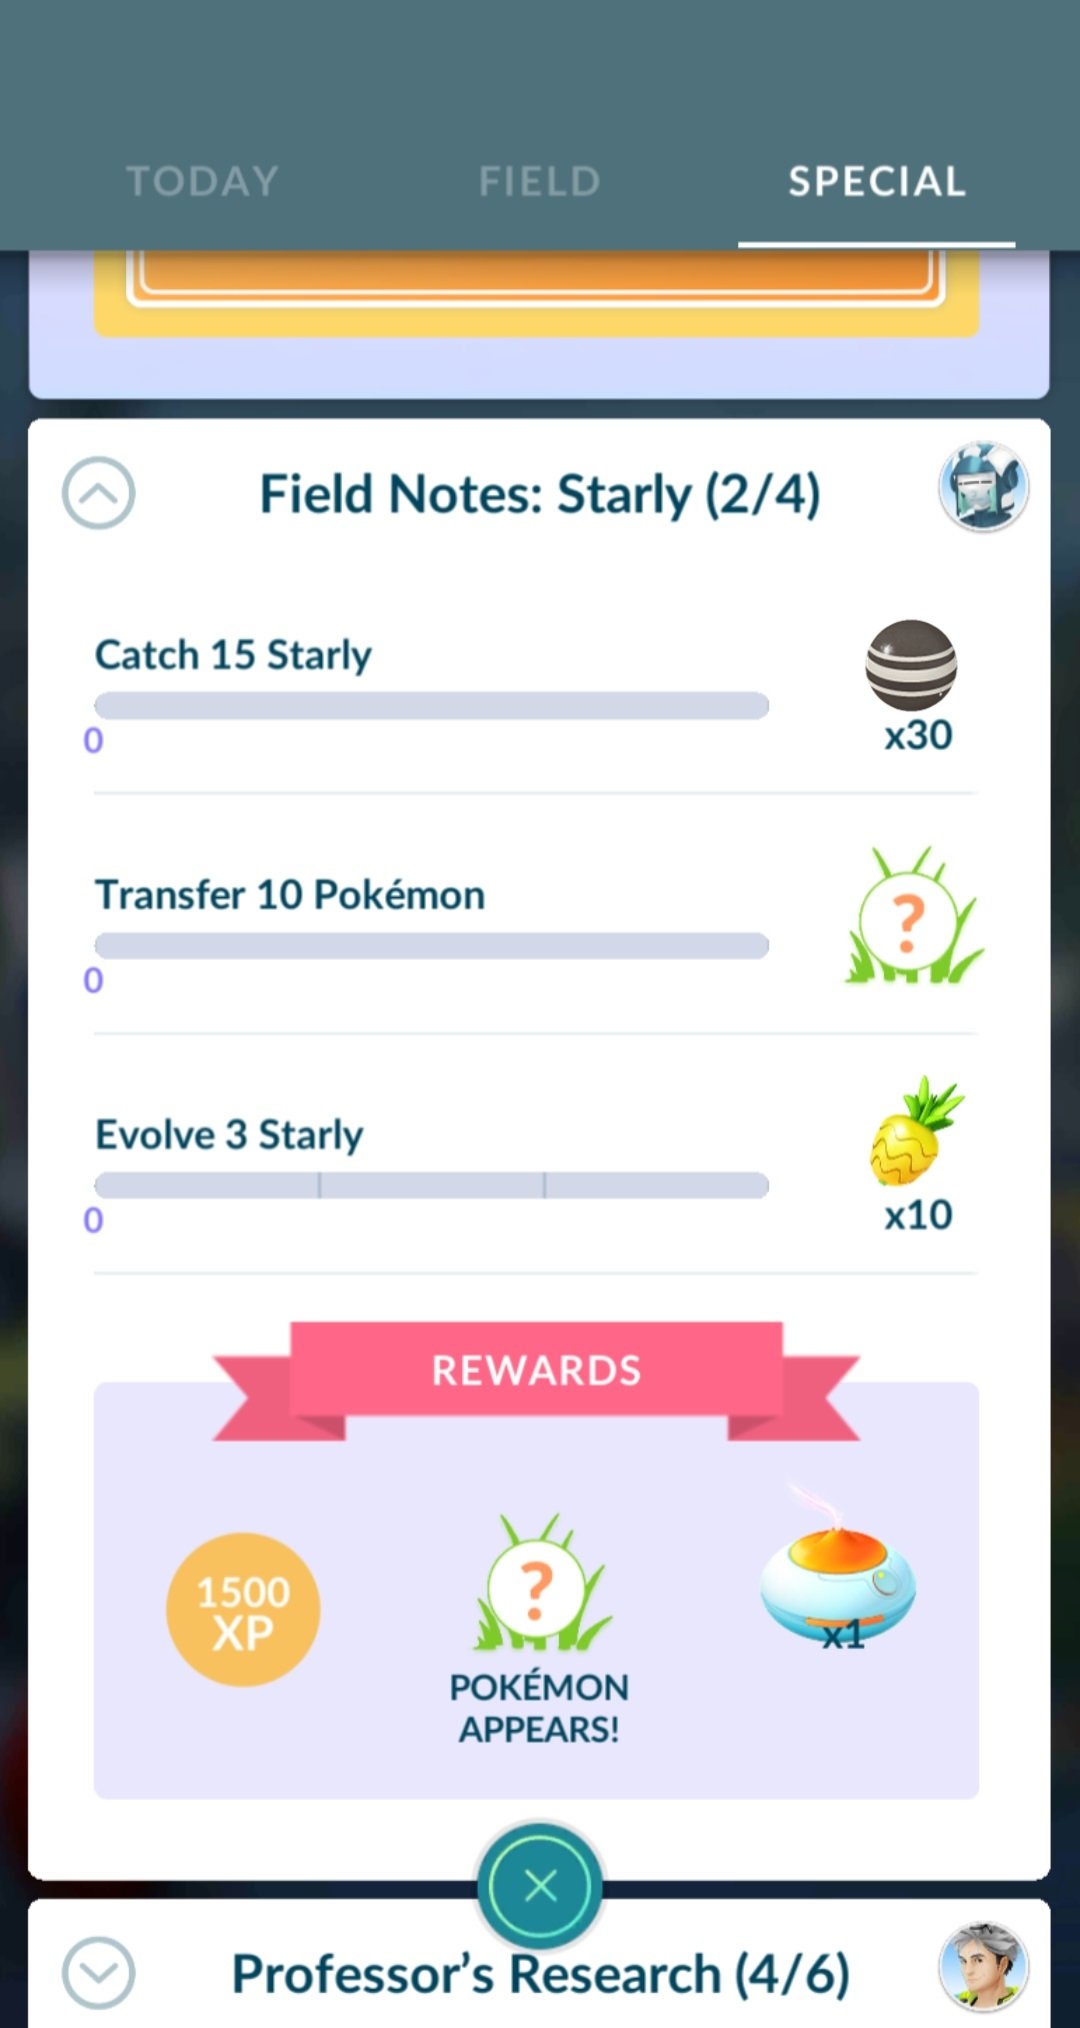 TODAY FIELD SPECIAL
Field Notes: Starly (2/4)
Catch 15 Starly
0
x30
Transfer 10 Pokémon
?
0
Evolve 3 Starly
0
x10
REWARDS
1500
XP
?
x1
POKÉMON
APPEARS!
Professor's Research (4/6)